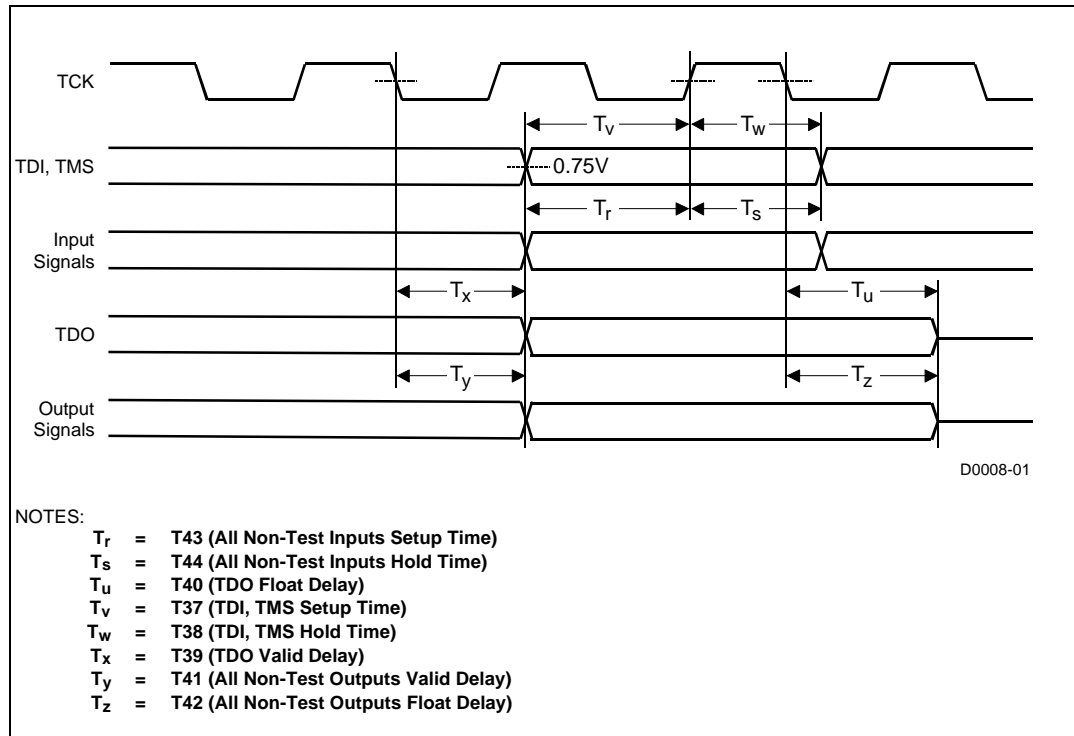 TCK
Tv Tw
TDI, TMS
0.75V
Tr Ts
Input
Signals
Tx Tu
TDO
Ty Tz
Output
Signals
D0008-01
NOTES:
Tr = T43 (All Non-Test Inputs Setup Time)
Ts = T44 (All Non-Test Inputs Hold Time)
Tu = T40 (TDO Float Delay)
Tv = T37 (TDI, TMS Setup Time)
Tw = T38 (TDI, TMS Hold Time)
Tx = T39 (TDO Valid Delay)
Ty = T41 (All Non-Test Outputs Valid Delay)
Tz = T42 (All Non-Test Outputs Float Delay)